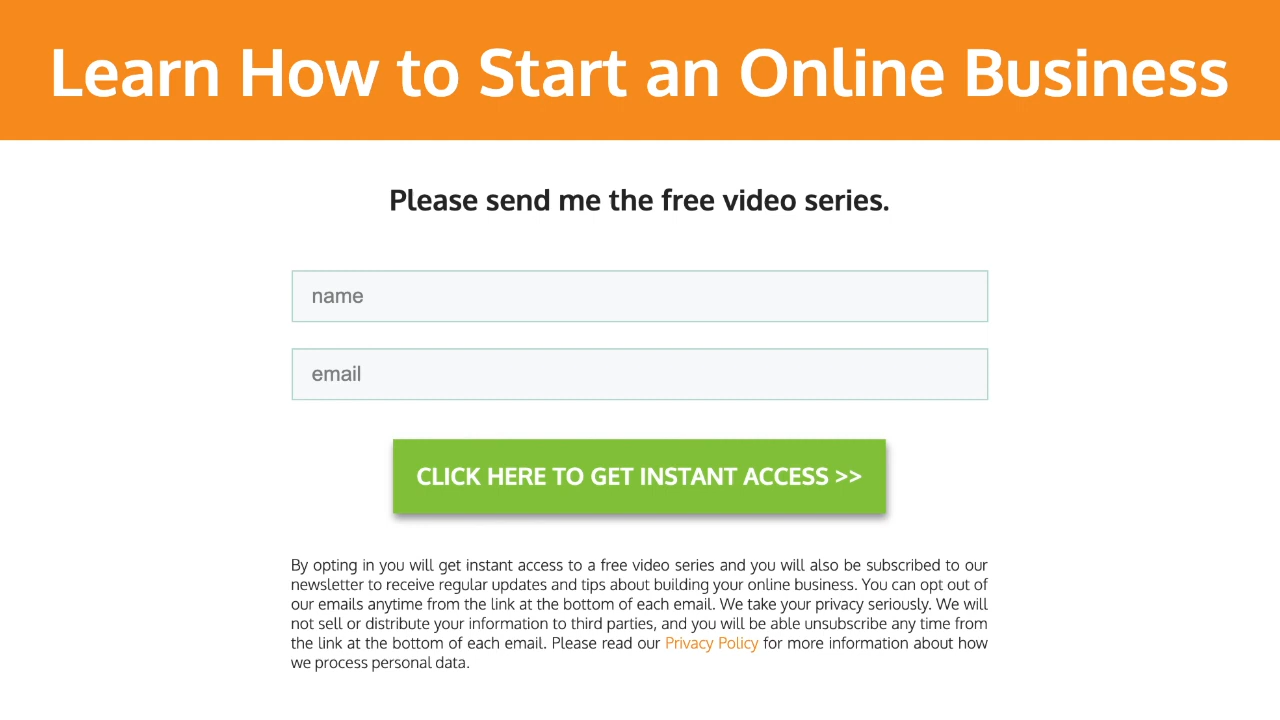 Learn How to Start an Online Business
Please send me the free video series.
name
email
CLICK HERE TO GET INSTANT ACCESS >>
By opting in you will get instant access to a free video series and you will also be subscribed to our
newsletter to receive regular updates and tips about building your online business. You can opt out of
our emails anytime from the link at the bottom of each email. We take your privacy seriously. We will
not sell or distribute your information to third parties, and you will be able unsubscribe any time from
the link at the bottom of each email. Please read our Privacy Policy for more information about how
we process personal data.